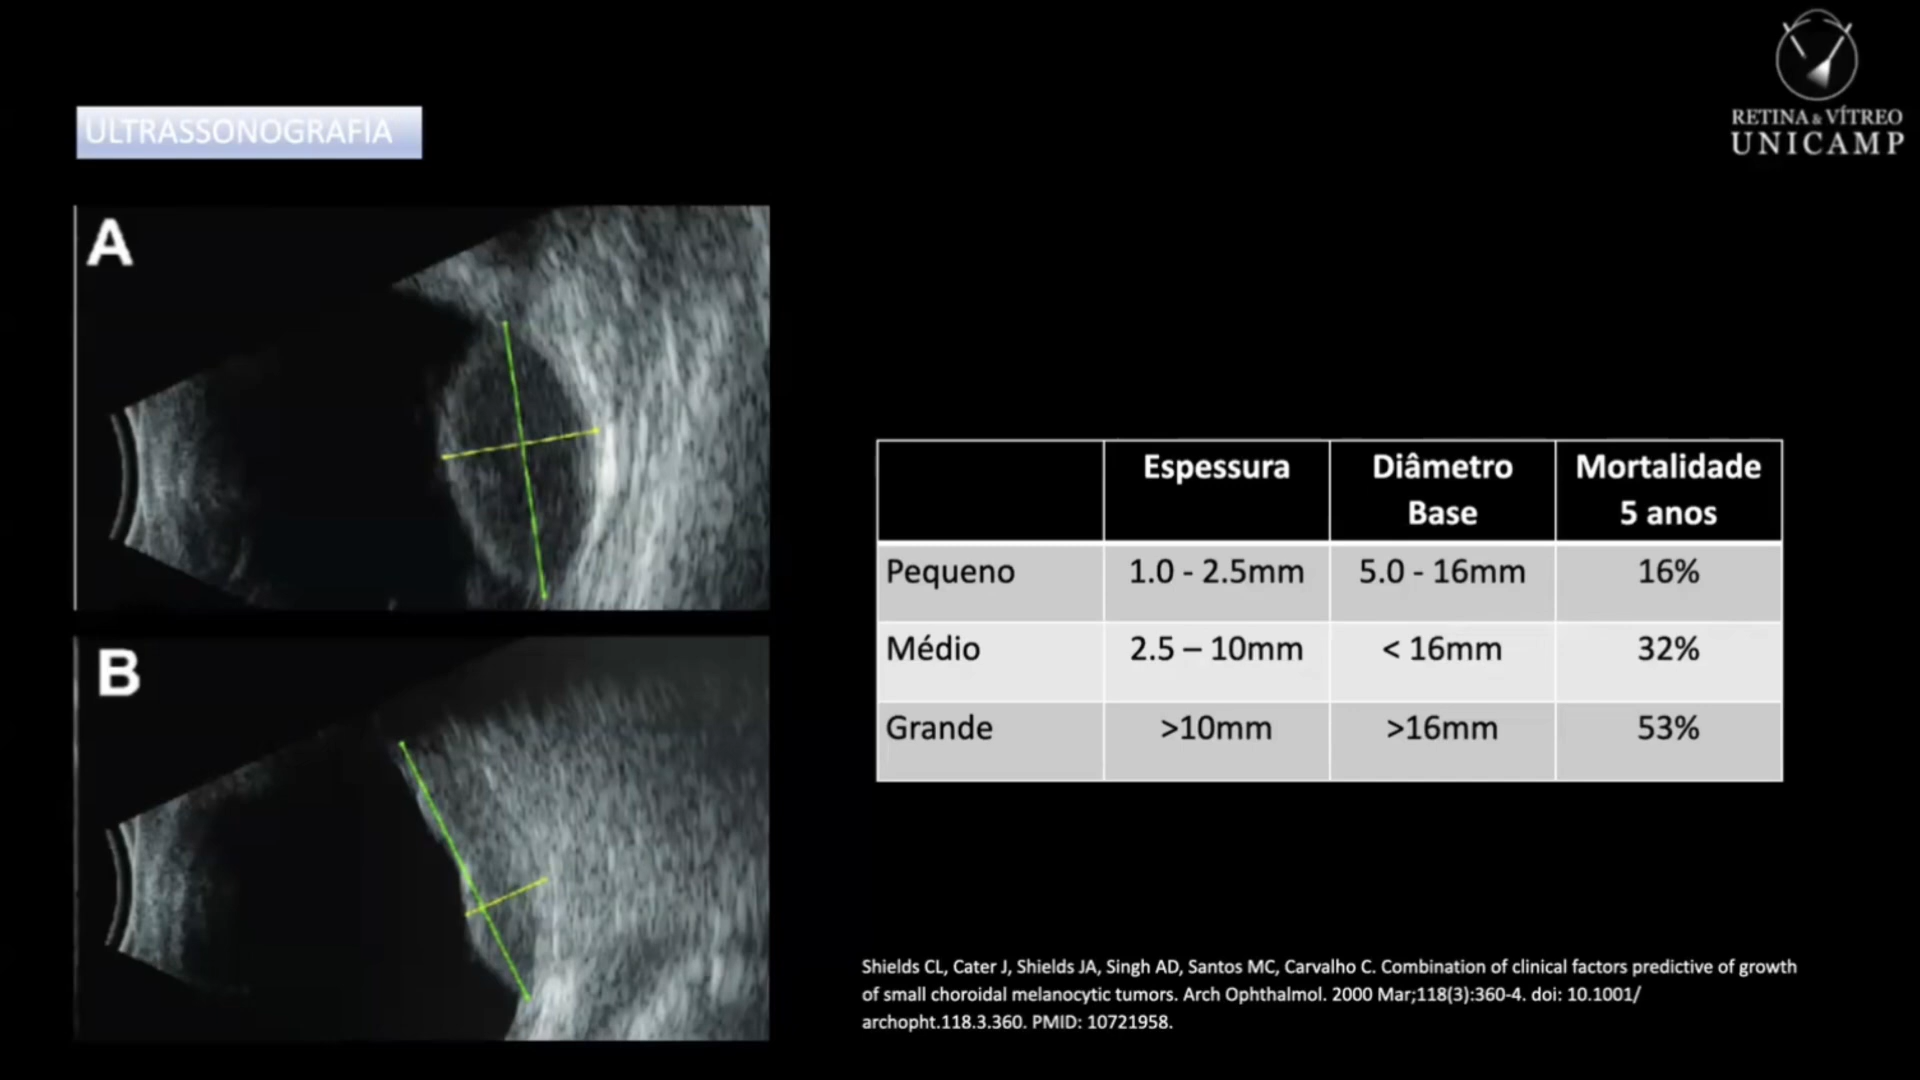 RETINA & VÍTREO
UNICAMP
ULTRASSONOGRAFIA
A
B
Espessura Diâmetro Base Mortalidade 5 anos
Pequeno 1.0 - 2.5mm 5.0 - 16mm 16%
Médio 2.5 – 10mm < 16mm 32%
Grande >10mm >16mm 53%
Shields CL, Cater J, Shields JA, Singh AD, Santos MC, Carvalho C. Combination of clinical factors predictive of growth
of small choroidal melanocytic tumors. Arch Ophthalmol. 2000 Mar;118(3):360-4. doi: 10.1001/
archopht.118.3.360. PMID: 10721958.